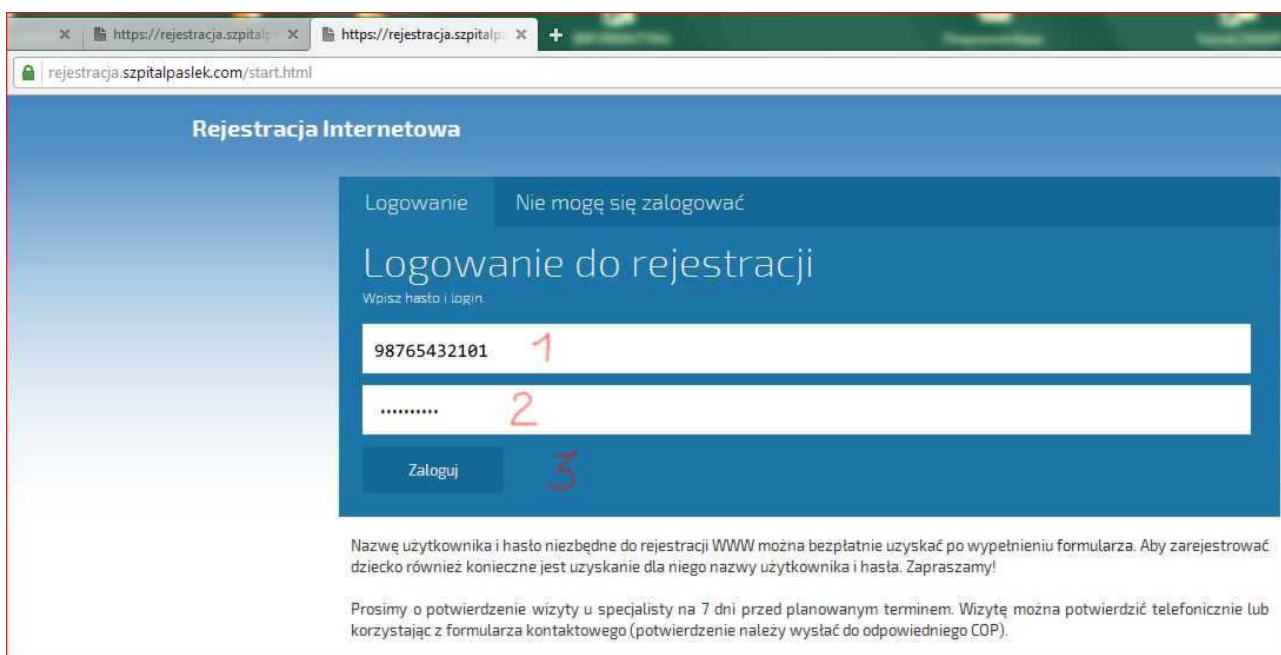 https://rejestracja.szpitalp
https://rejestracja.szpitalp
rejestracja.szpitalpaslek.com/start.html
Rejestracja Internetowa
Logowanie Nie mogę się zalogować
Logowanie do rejestracji
Wpisz hasło i login.
98765432101 1
•••••••••• 2
Zaloguj 3
Nazwę użytkownika i hasło niezbędne do rejestracji WWW można bezpłatnie uzyskać po wypełnieniu formularza. Aby zarejestrować
dziecko również konieczne jest uzyskanie dla niego nazwy użytkownika i hasła. Zapraszamy!
Prosimy o potwierdzenie wizyty u specjalisty na 7 dni przed planowanym terminem. Wizytę można potwierdzić telefonicznie lub
korzystając z formularza kontaktowego (potwierdzenie należy wysłać do odpowiedniego COP).